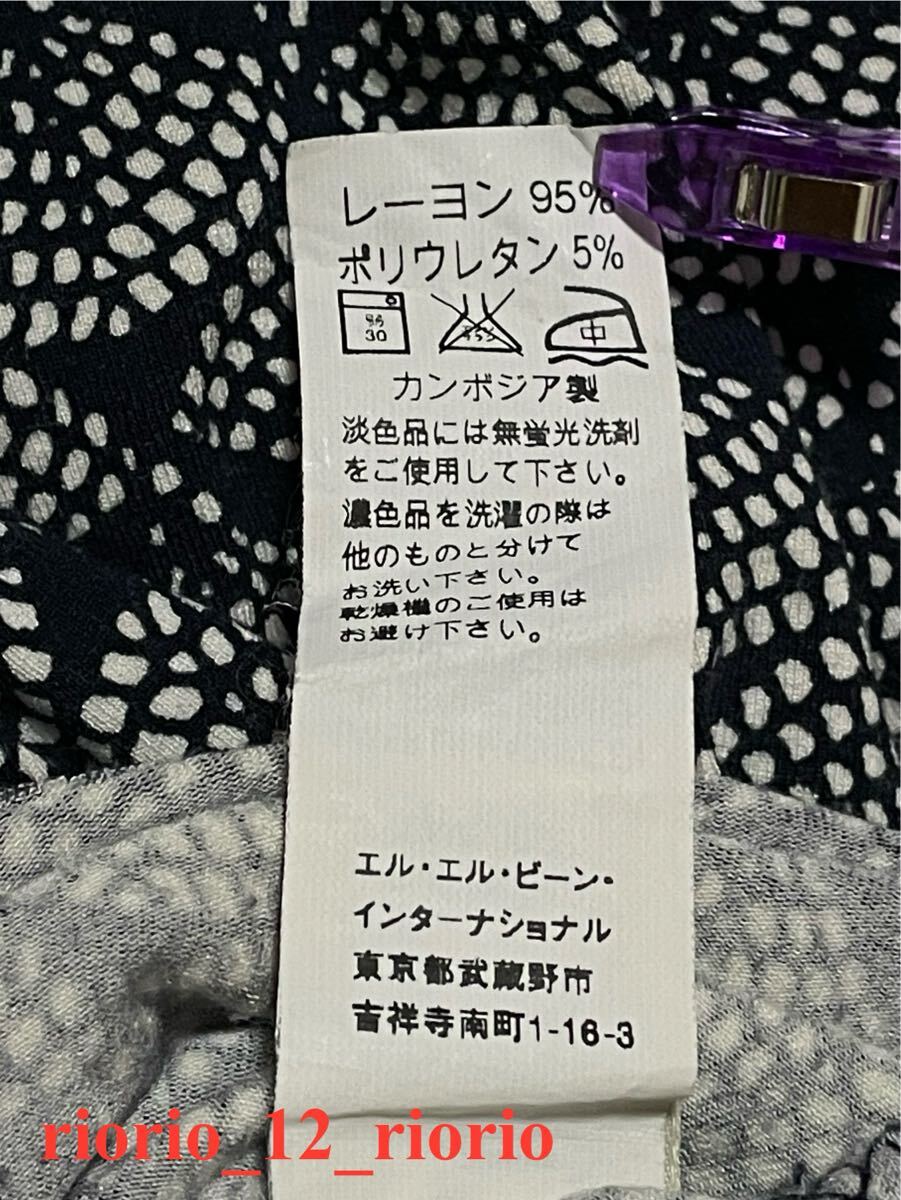 レーヨン 95%
ポリウレタン 5%
弱
30
中
カンボジア製
淡色品には無蛍光洗剤
をご使用して下さい。
濃色品を洗濯の際は
他のものと分けて
お洗い下さい。
乾燥機のご使用は
お避け下さい。
エル・エル・ビーン・
インターナショナル
東京都武蔵野市
吉祥寺南町1-16-3
riorio_12_riorio